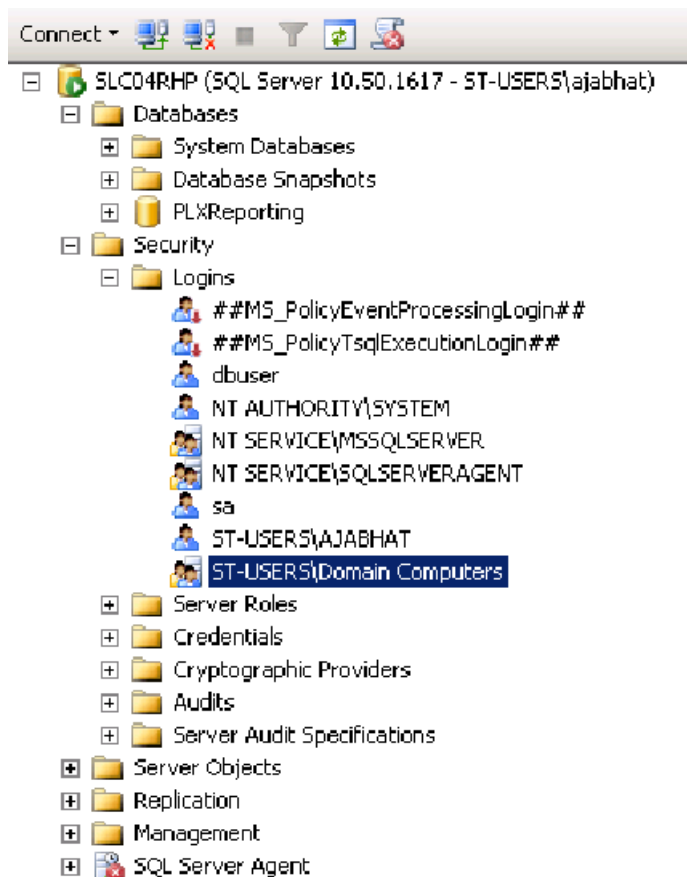 Connect
SLC04RHP (SQL Server 10.50.1617 - ST-USERS\ajabhat)
Databases
System Databases
Database Snapshots
PLXReporting
Security
Logins
##MS_PolicyEventProcessingLogin##
##MS_PolicyTsqlExecutionLogin##
dbuser
NT AUTHORITY\SYSTEM
NT SERVICE\MSSQLSERVER
NT SERVICE\SQLSERVERAGENT
sa
ST-USERS\AJABHAT
ST-USERS\Domain Computers
Server Roles
Credentials
Cryptographic Providers
Audits
Server Audit Specifications
Server Objects
Replication
Management
SQL Server Agent